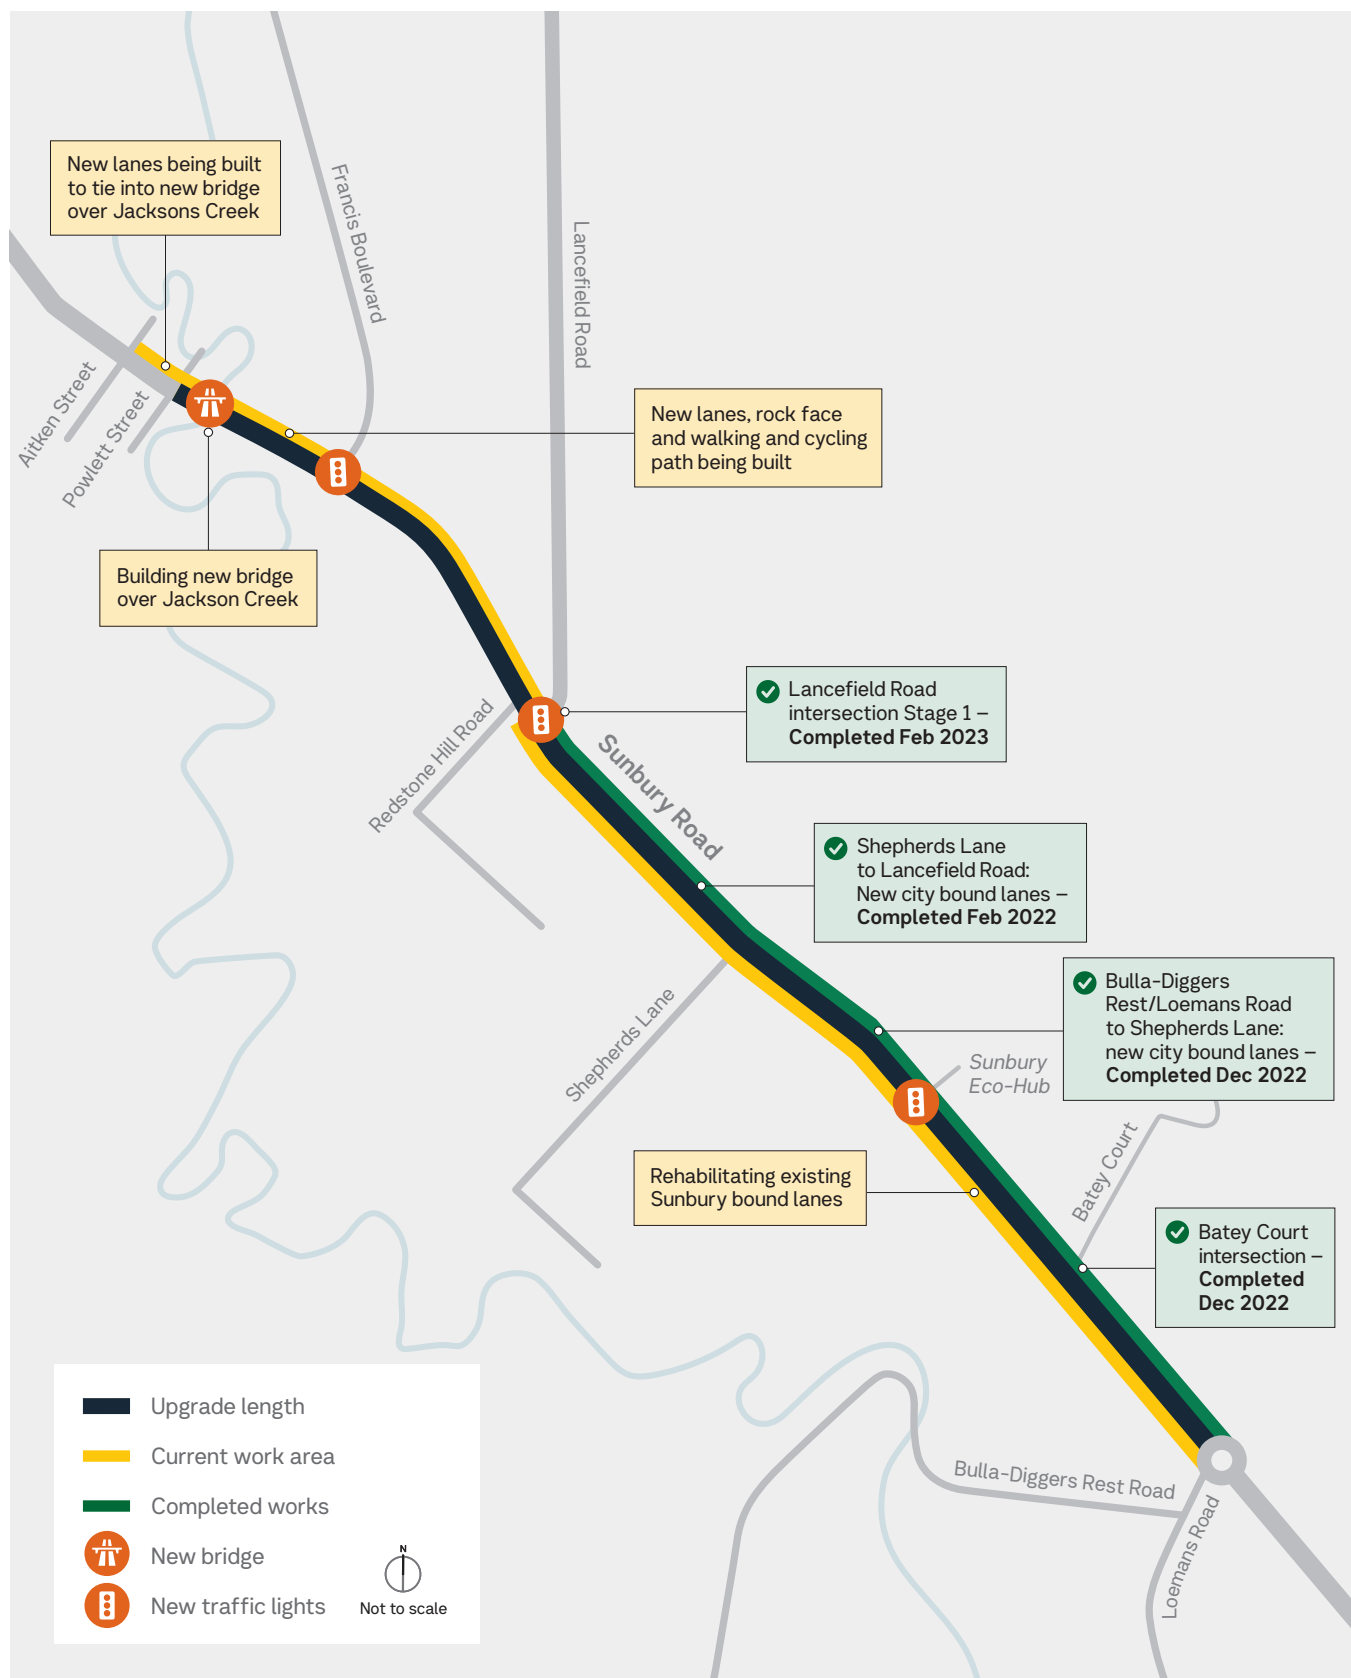 New lanes being built
to tie into new bridge
over Jacksons Creek
Francis Boulevard
Lancefield Road
Aitken Street
Powlett Street
New lanes, rock face
and walking and cycling
path being built
Building new bridge
over Jackson Creek
Lancefield Road
intersection Stage 1 –
Completed Feb 2023
Redstone Hill Road
Sunbury Road
Shepherds Lane
to Lancefield Road:
New city bound lanes –
Completed Feb 2022
Bulla-Diggers
Rest/Loemans Road
to Shepherds Lane:
new city bound lanes –
Completed Dec 2022
Shepherds Lane
Sunbury
Eco-Hub
Batey Court
Rehabilitating existing
Sunbury bound lanes
Batey Court
intersection –
Completed
Dec 2022
Upgrade length
Current work area
Completed works
New bridge
New traffic lights
N
Not to scale
Bulla-Diggers Rest Road
Loemans Road